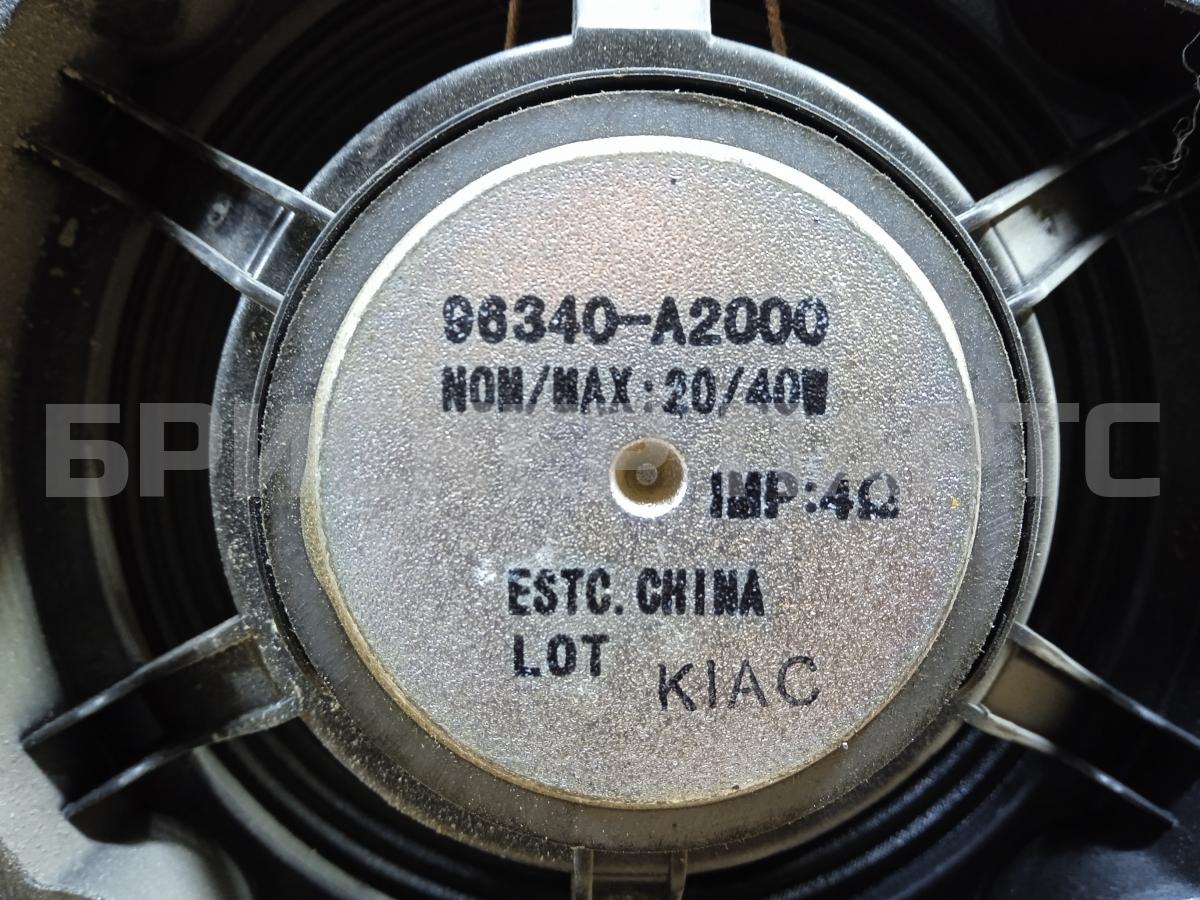 96340-A2000
NOM/MAX:20/40W
IMP:4Ω
ESTC.CHINA
LOT KIAC